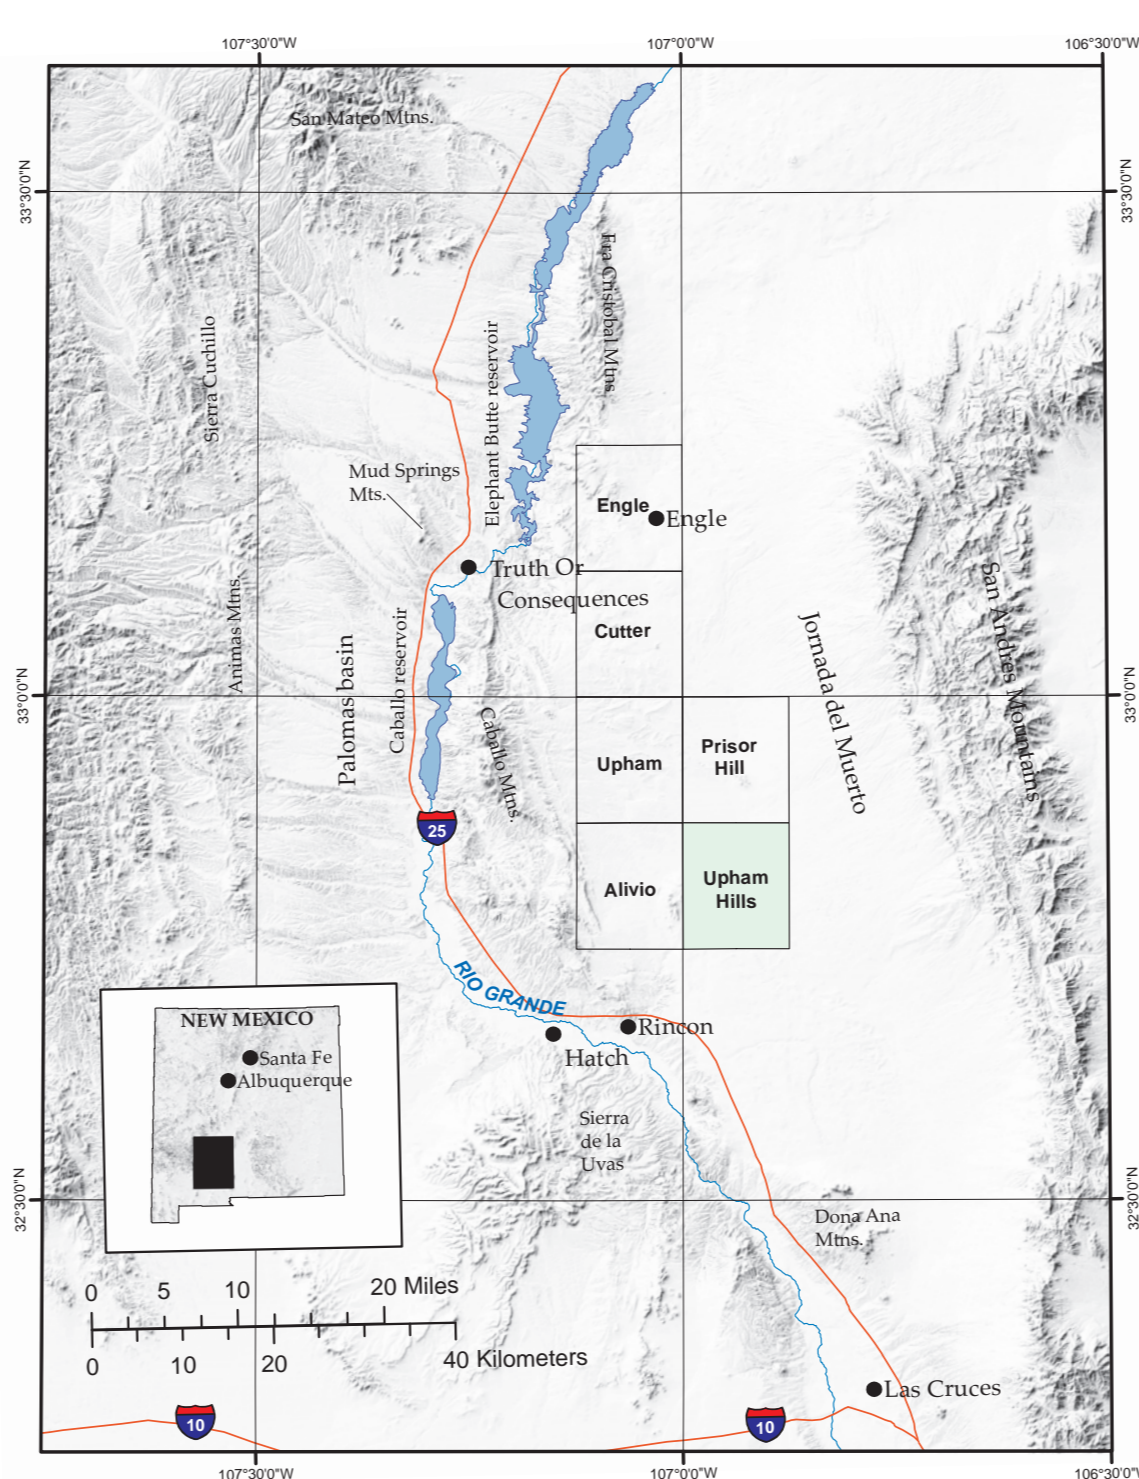 107°30'0"W
107°0'0"W
106°30'0"W
San Mateo Mtns.
33°30'0"N
33°30'0"N
Fra Cristobal Mtns.
Sierra Cuchillo
Elephant Butte reservoir
Mud Springs
Mts.
Engle
Engle
Truth Or
Consequences
Cutter
Animas Mtns.
Palomas basin
Caballo reservoir
Caballo Mtns.
Jornada del Muerto
San Andres Mountains
33°0'0"N
33°0'0"N
Upham
Prisor
Hill
25
Alivio
Upham
Hills
RIO GRANDE
Rincon
Hatch
NEW MEXICO
Santa Fe
Albuquerque
Sierra
de la
Uvas
32°30'0"N
32°30'0"N
Dona Ana
Mtns.
0 5 10 20 Miles
0 10 20 40 Kilometers
Las Cruces
10
10
107°30'0"W
107°0'0"W
106°30'0"W